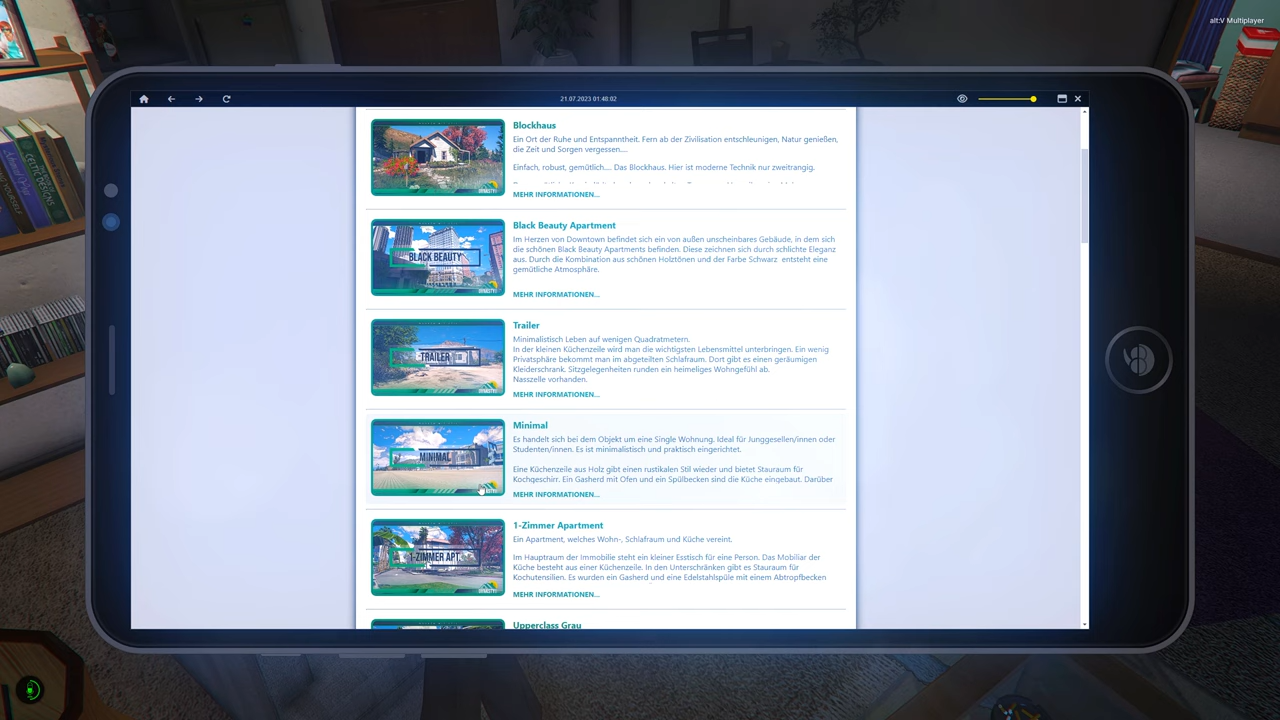 alt:V Multiplayer
21.07.2023 01:48:02
Blockhaus
Ein Ort der Ruhe und Entspanntheit. Fern ab der Zivilisation entschleunigen, Natur genießen,
die Zeit und Sorgen vergessen....
Einfach, robust, gemütlich.... Das Blockhaus. Hier ist moderne Technik nur zweitrangig.
MEHR INFORMATIONEN...
BLACK BEAUTY
Black Beauty Apartment
Im Herzen von Downtown befindet sich ein von außen unscheinbares Gebäude, in dem sich
die schönen Black Beauty Apartments befinden. Diese zeichnen sich durch schlichte Eleganz
aus. Durch die Kombination aus schönen Holztönen und der Farbe Schwarz entsteht eine
gemütliche Atmosphäre.
MEHR INFORMATIONEN...
TRAILER
Trailer
Minimalistisch Leben auf wenigen Quadratmetern.
In der kleinen Küchenzeile wird man die wichtigsten Lebensmittel unterbringen. Ein wenig
Privatsphäre bekommt man im abgeteilten Schlafraum. Dort gibt es einen geräumigen
Kleiderschrank. Sitzgelegenheiten runden ein heimeliges Wohngefühl ab.
Nasszelle vorhanden.
MEHR INFORMATIONEN...
MINIMAL
Minimal
Es handelt sich bei dem Objekt um eine Single Wohnung. Ideal für Junggesellen/innen oder
Studenten/innen. Es ist minimalistisch und praktisch eingerichtet.
Eine Küchenzeile aus Holz gibt einen rustikalen Stil wieder und bietet Stauraum für
Kochgeschirr. Ein Gasherd mit Ofen und ein Spülbecken sind die Küche eingebaut. Darüber
MEHR INFORMATIONEN...
1-ZIMMER APT.
1-Zimmer Apartment
Ein Apartment, welches Wohn-, Schlafraum und Küche vereint.
Im Hauptraum der Immobilie steht ein kleiner Esstisch für eine Person. Das Mobiliar der
Küche besteht aus einer Küchenzeile. In den Unterschränken gibt es Stauraum für
Kochutensilien. Es wurden ein Gasherd und eine Edelstahlspüle mit einem Abtropfbecken
MEHR INFORMATIONEN...
Upperclass Grau
CELTIC DESIGNS